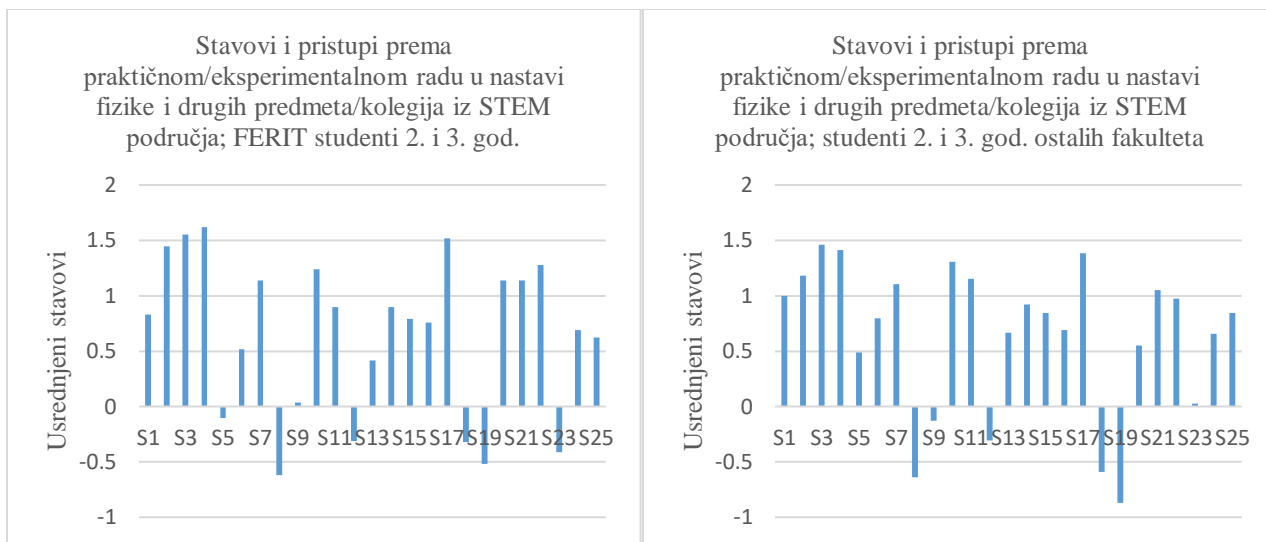 Stavovi i pristupi prema
praktičnom/eksperimentalnom radu u nastavi
fizike i drugih predmeta/kolegija iz STEM
područja; FERIT studenti 2. i 3. god.
Usrednjeni stavovi
2
1.5
1
0.5
0
-0.5
-1
S1 S3 S5 S7 S9 S11 S13 S15 S17 S19 S21 S23 S25
Stavovi i pristupi prema
praktičnom/eksperimentalnom radu u nastavi
fizike i drugih predmeta/kolegija iz STEM
područja; studenti 2. i 3. god. ostalih fakulteta
Usrednjeni stavovi
2
1.5
1
0.5
0
-0.5
-1
S1 S3 S5 S7 S9 S11 S13 S15 S17 S19 S21 S23 S25